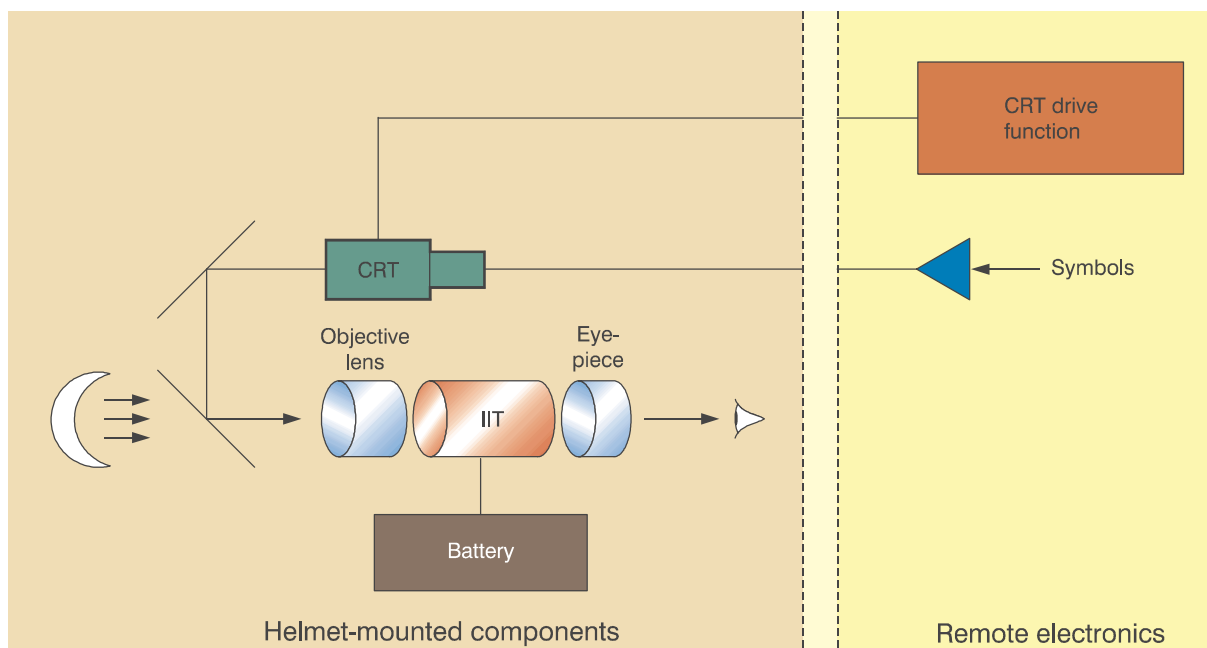 CRT drive
function
CRT
Symbols
Objective
lens
Eye-
piece
IIT
Battery
Helmet-mounted components
Remote electronics